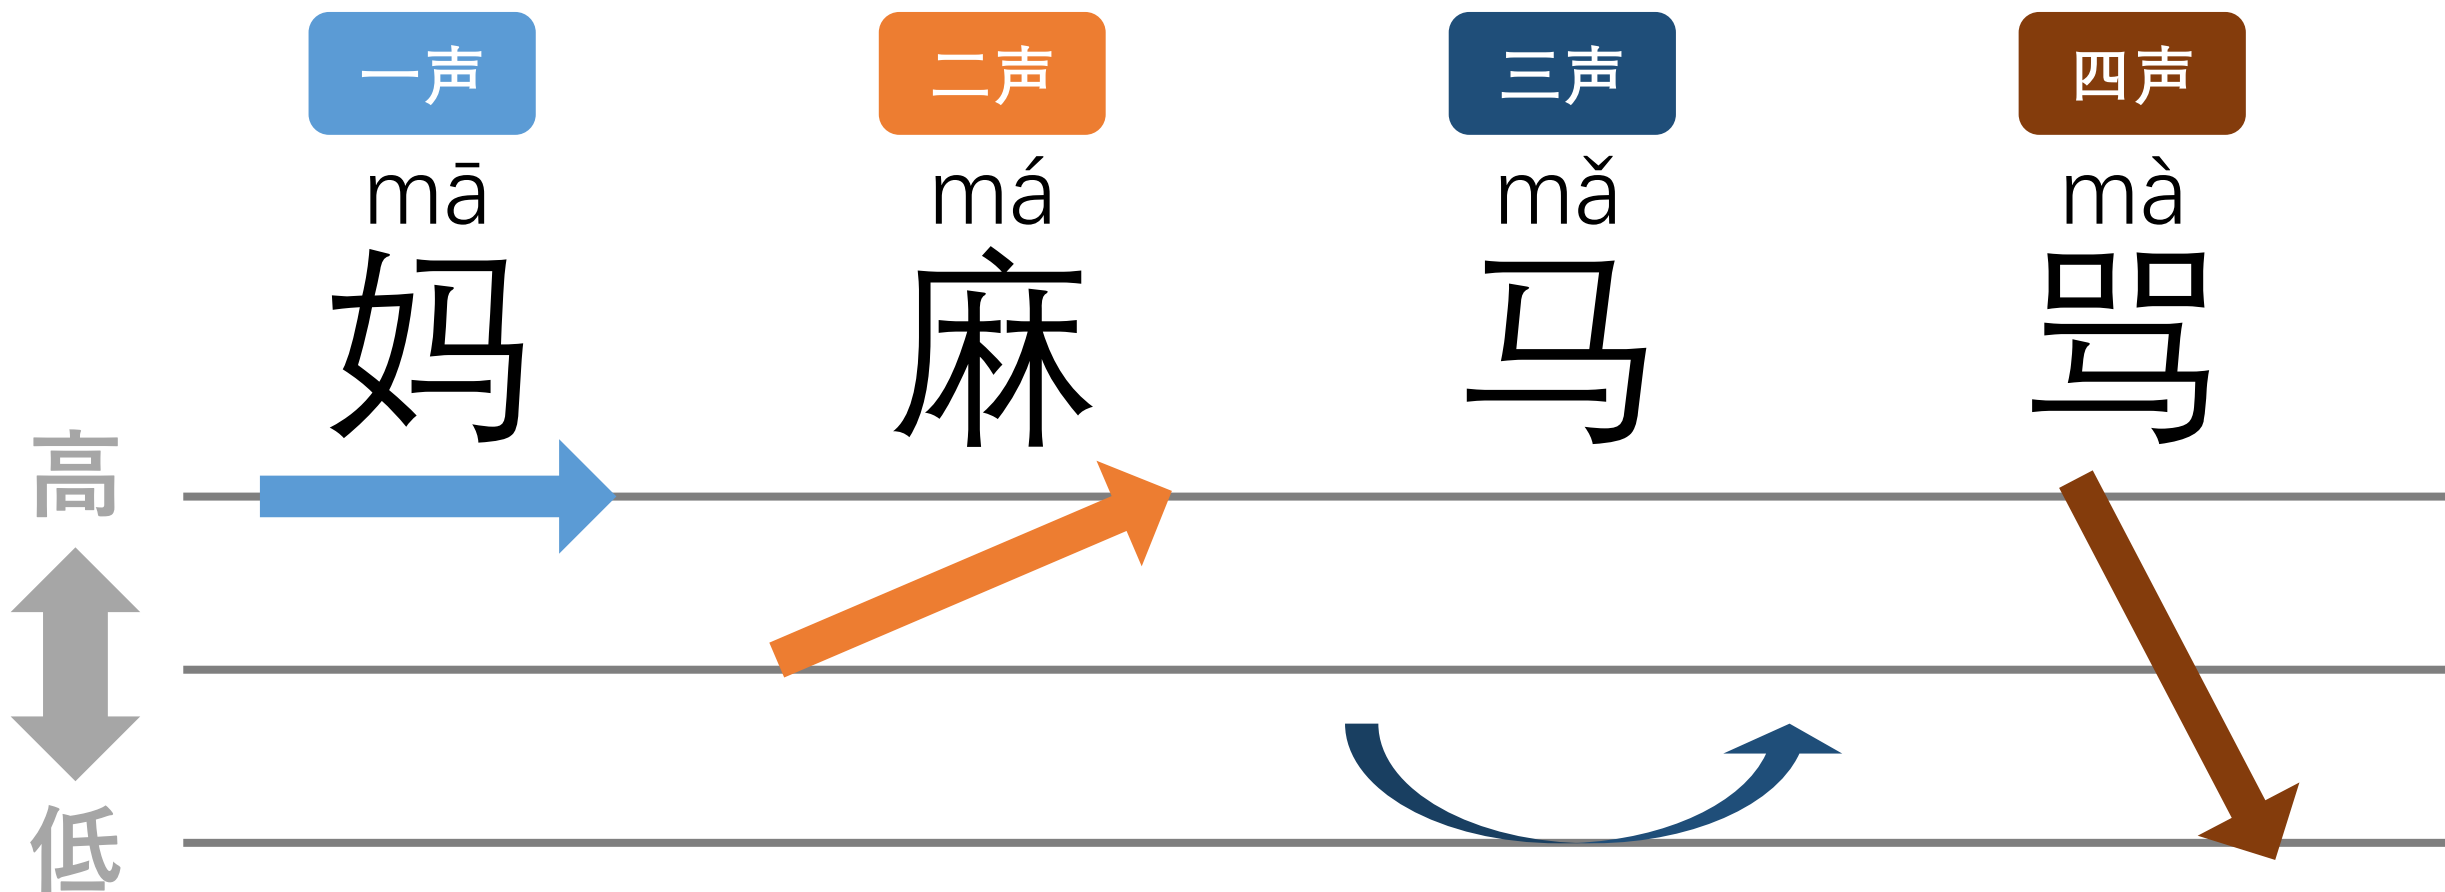 一声 二声 三声 四声
mā má mǎ mà
妈 麻 马 骂
高
低